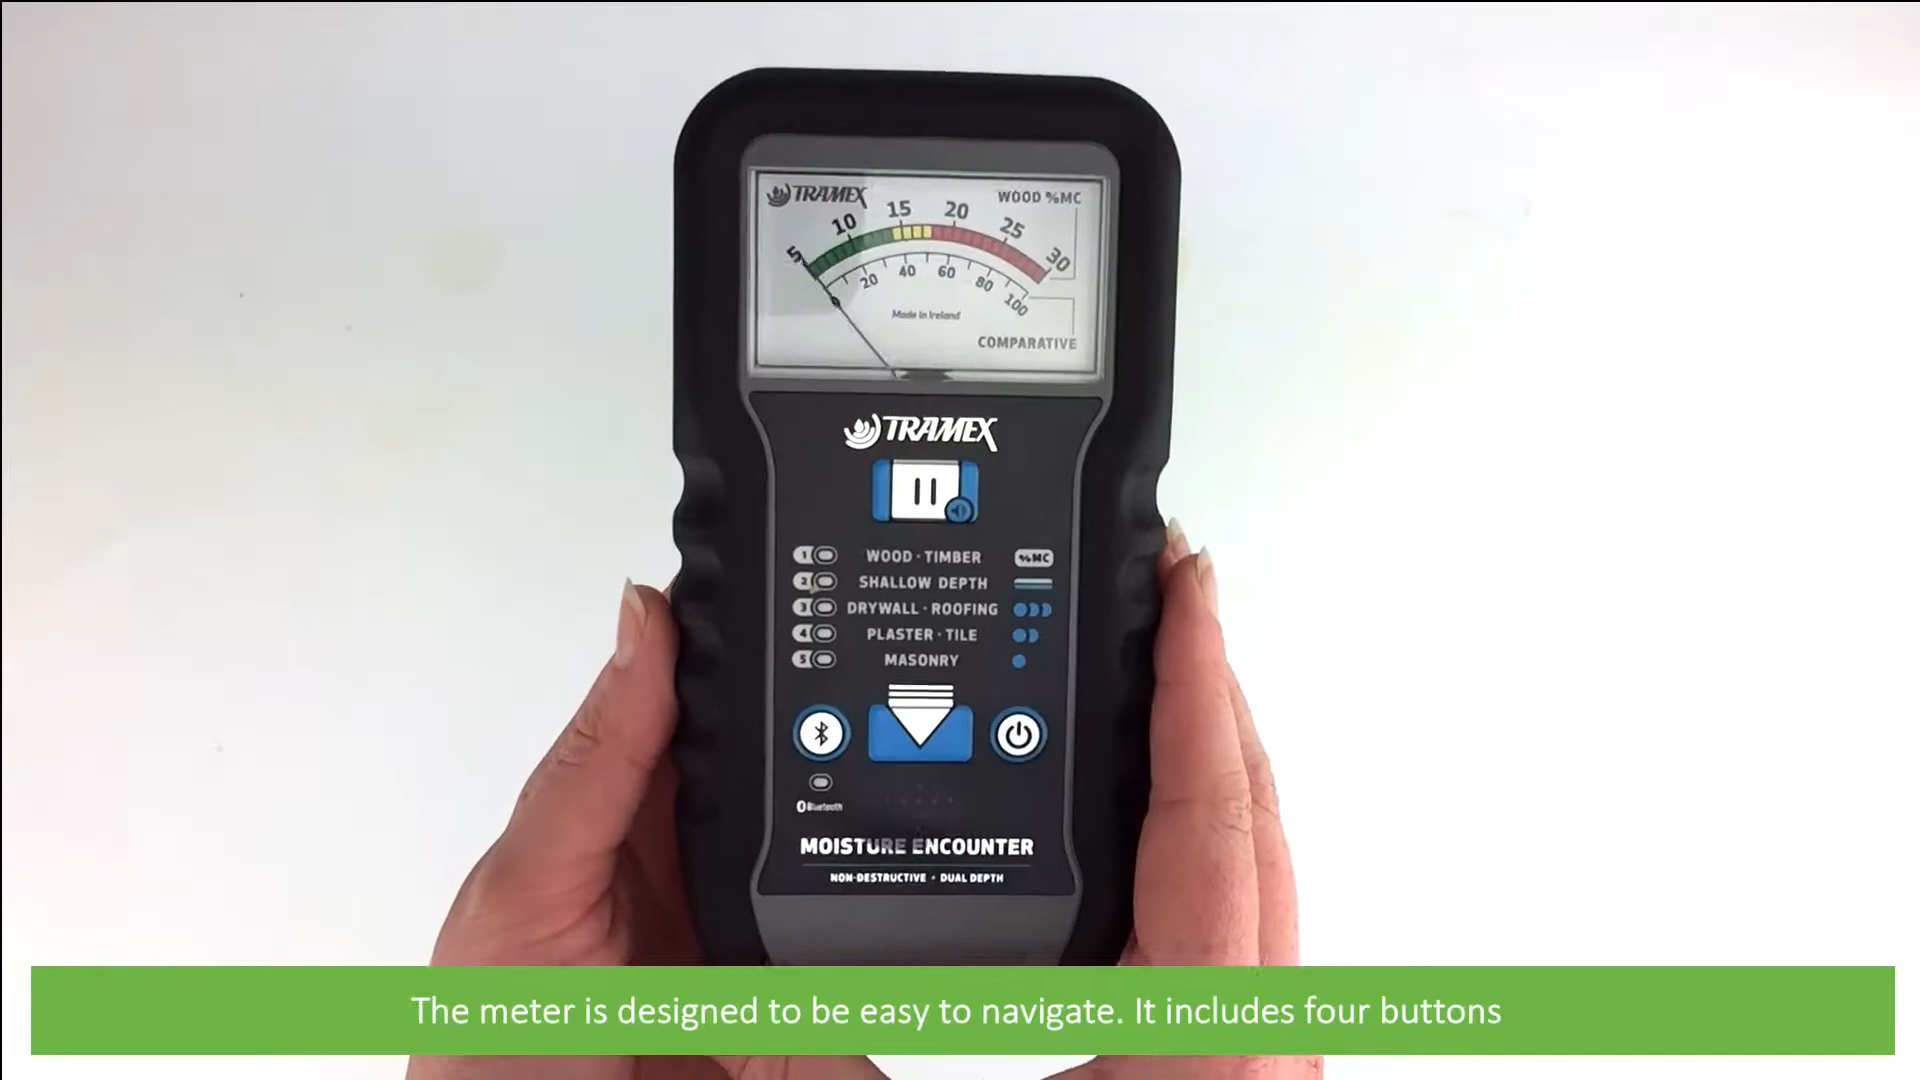 TRAMEX
WOOD %MC
5 10 15 20 25 30
20 40 60 80 100
Made in Ireland
COMPARATIVE
TRAMEX
1 WOOD · TIMBER %MC
2 SHALLOW DEPTH
3 DRYWALL · ROOFING
4 PLASTER · TILE
5 MASONRY
Bluetooth
MOISTURE ENCOUNTER
NON-DESTRUCTIVE · DUAL DEPTH
The meter is designed to be easy to navigate. It includes four buttons